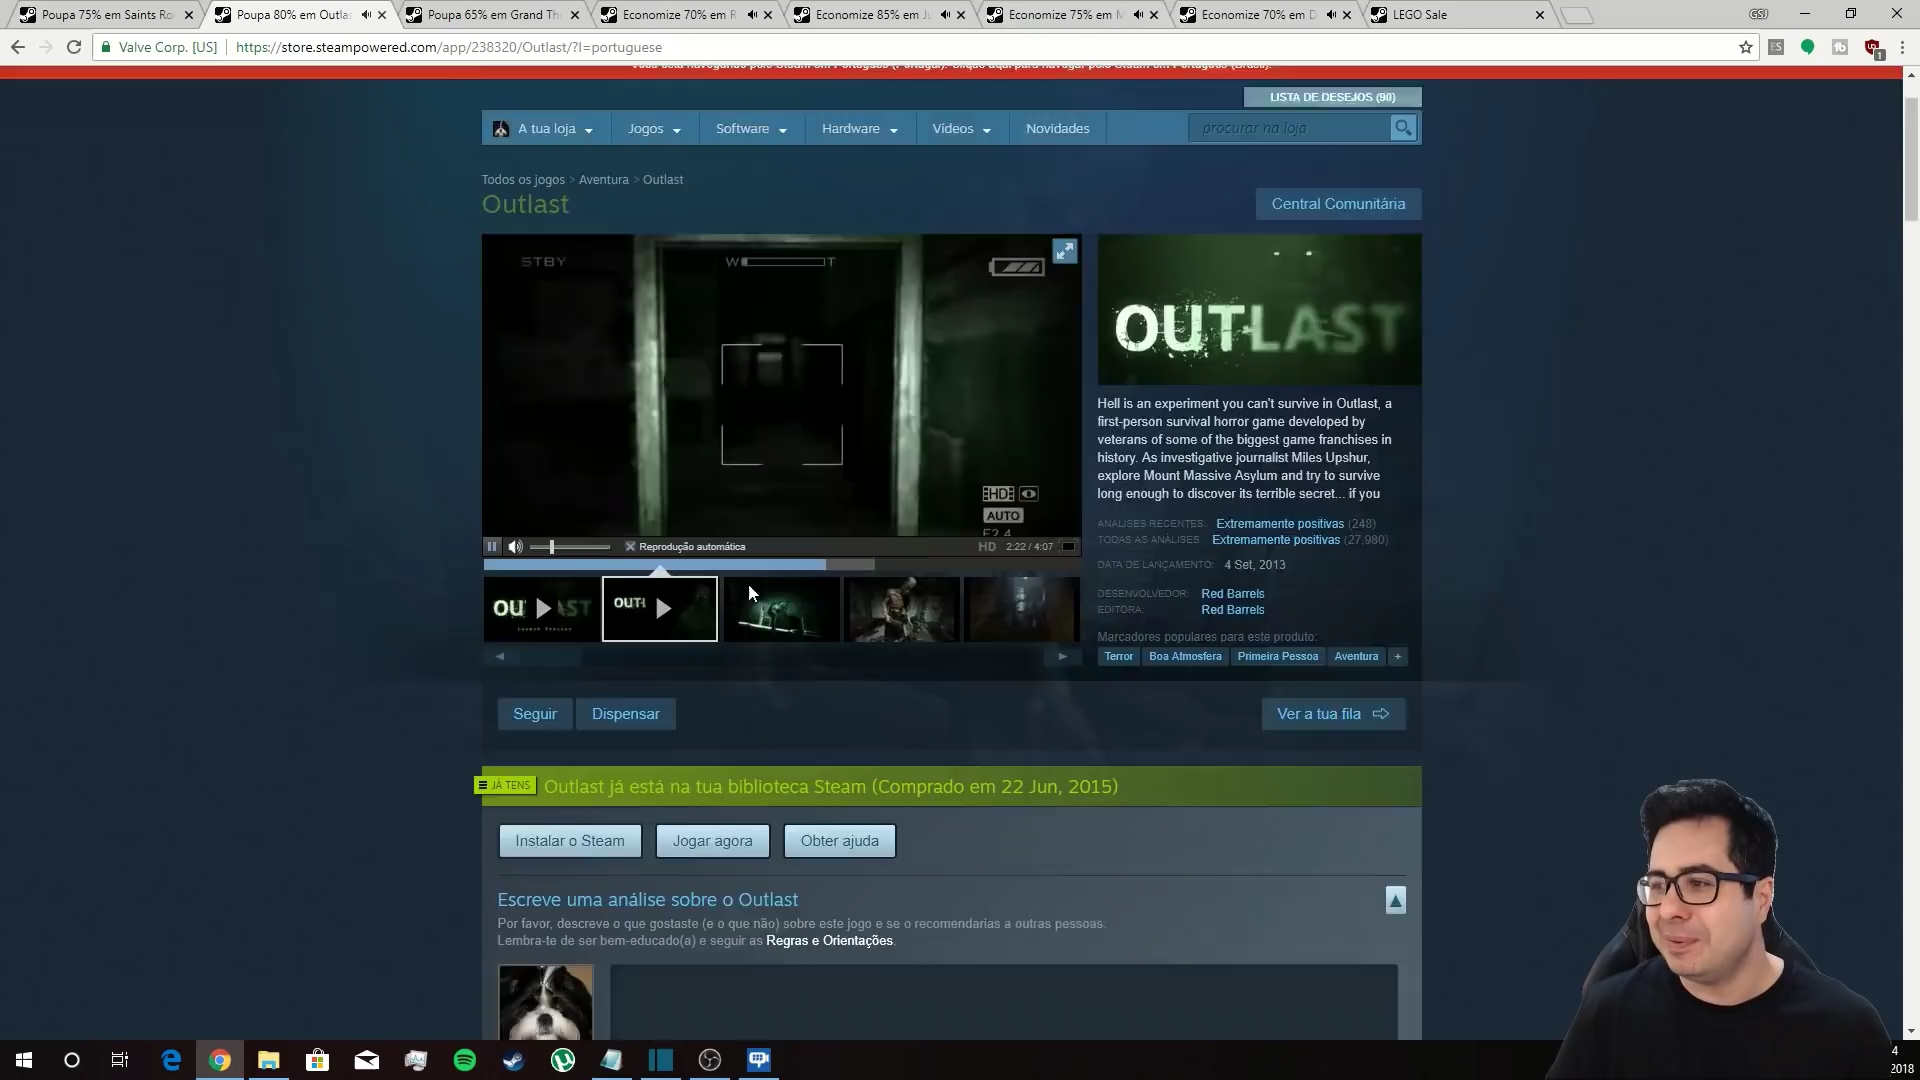 Poupa 75% em Saints Ro
Poupa 80% em Outlas
Poupa 65% em Grand The
Economize 70% em R
Economize 85% em Ju
Economize 75% em M
Economize 70% em D
LEGO Sale
GSJ
Valve Corp. [US]
https://store.steampowered.com/app/238320/Outlast/?l=portuguese
ES
1
LISTA DE DESEJOS (90)
A tua loja
Jogos
Software
Hardware
Vídeos
Novidades
procurar na loja
Todos os jogos > Aventura > Outlast
Outlast
Central Comunitária
STBY
W
T
HD
AUTO
Reprodução automática
HD
2:22 / 4:07
OUTLAST
Hell is an experiment you can't survive in Outlast, a
first-person survival horror game developed by
veterans of some of the biggest game franchises in
history. As investigative journalist Miles Upshur,
explore Mount Massive Asylum and try to survive
long enough to discover its terrible secret... if you
ANÁLISES RECENTES: Extremamente positivas (248)
TODAS AS ANÁLISES: Extremamente positivas (27,980)
DATA DE LANÇAMENTO: 4 Set, 2013
DESENVOLVEDOR: Red Barrels
EDITORA: Red Barrels
Marcadores populares para este produto:
Terror
Boa Atmosfera
Primeira Pessoa
Aventura
+
Seguir
Dispensar
Ver a tua fila
JÁ TENS
Outlast já está na tua biblioteca Steam (Comprado em 22 Jun, 2015)
Instalar o Steam
Jogar agora
Obter ajuda
Escreve uma análise sobre o Outlast
Por favor, descreve o que gostaste (e o que não) sobre este jogo e se o recomendarias a outras pessoas.
Lembra-te de ser bem-educado(a) e seguir as Regras e Orientações.
4
2018